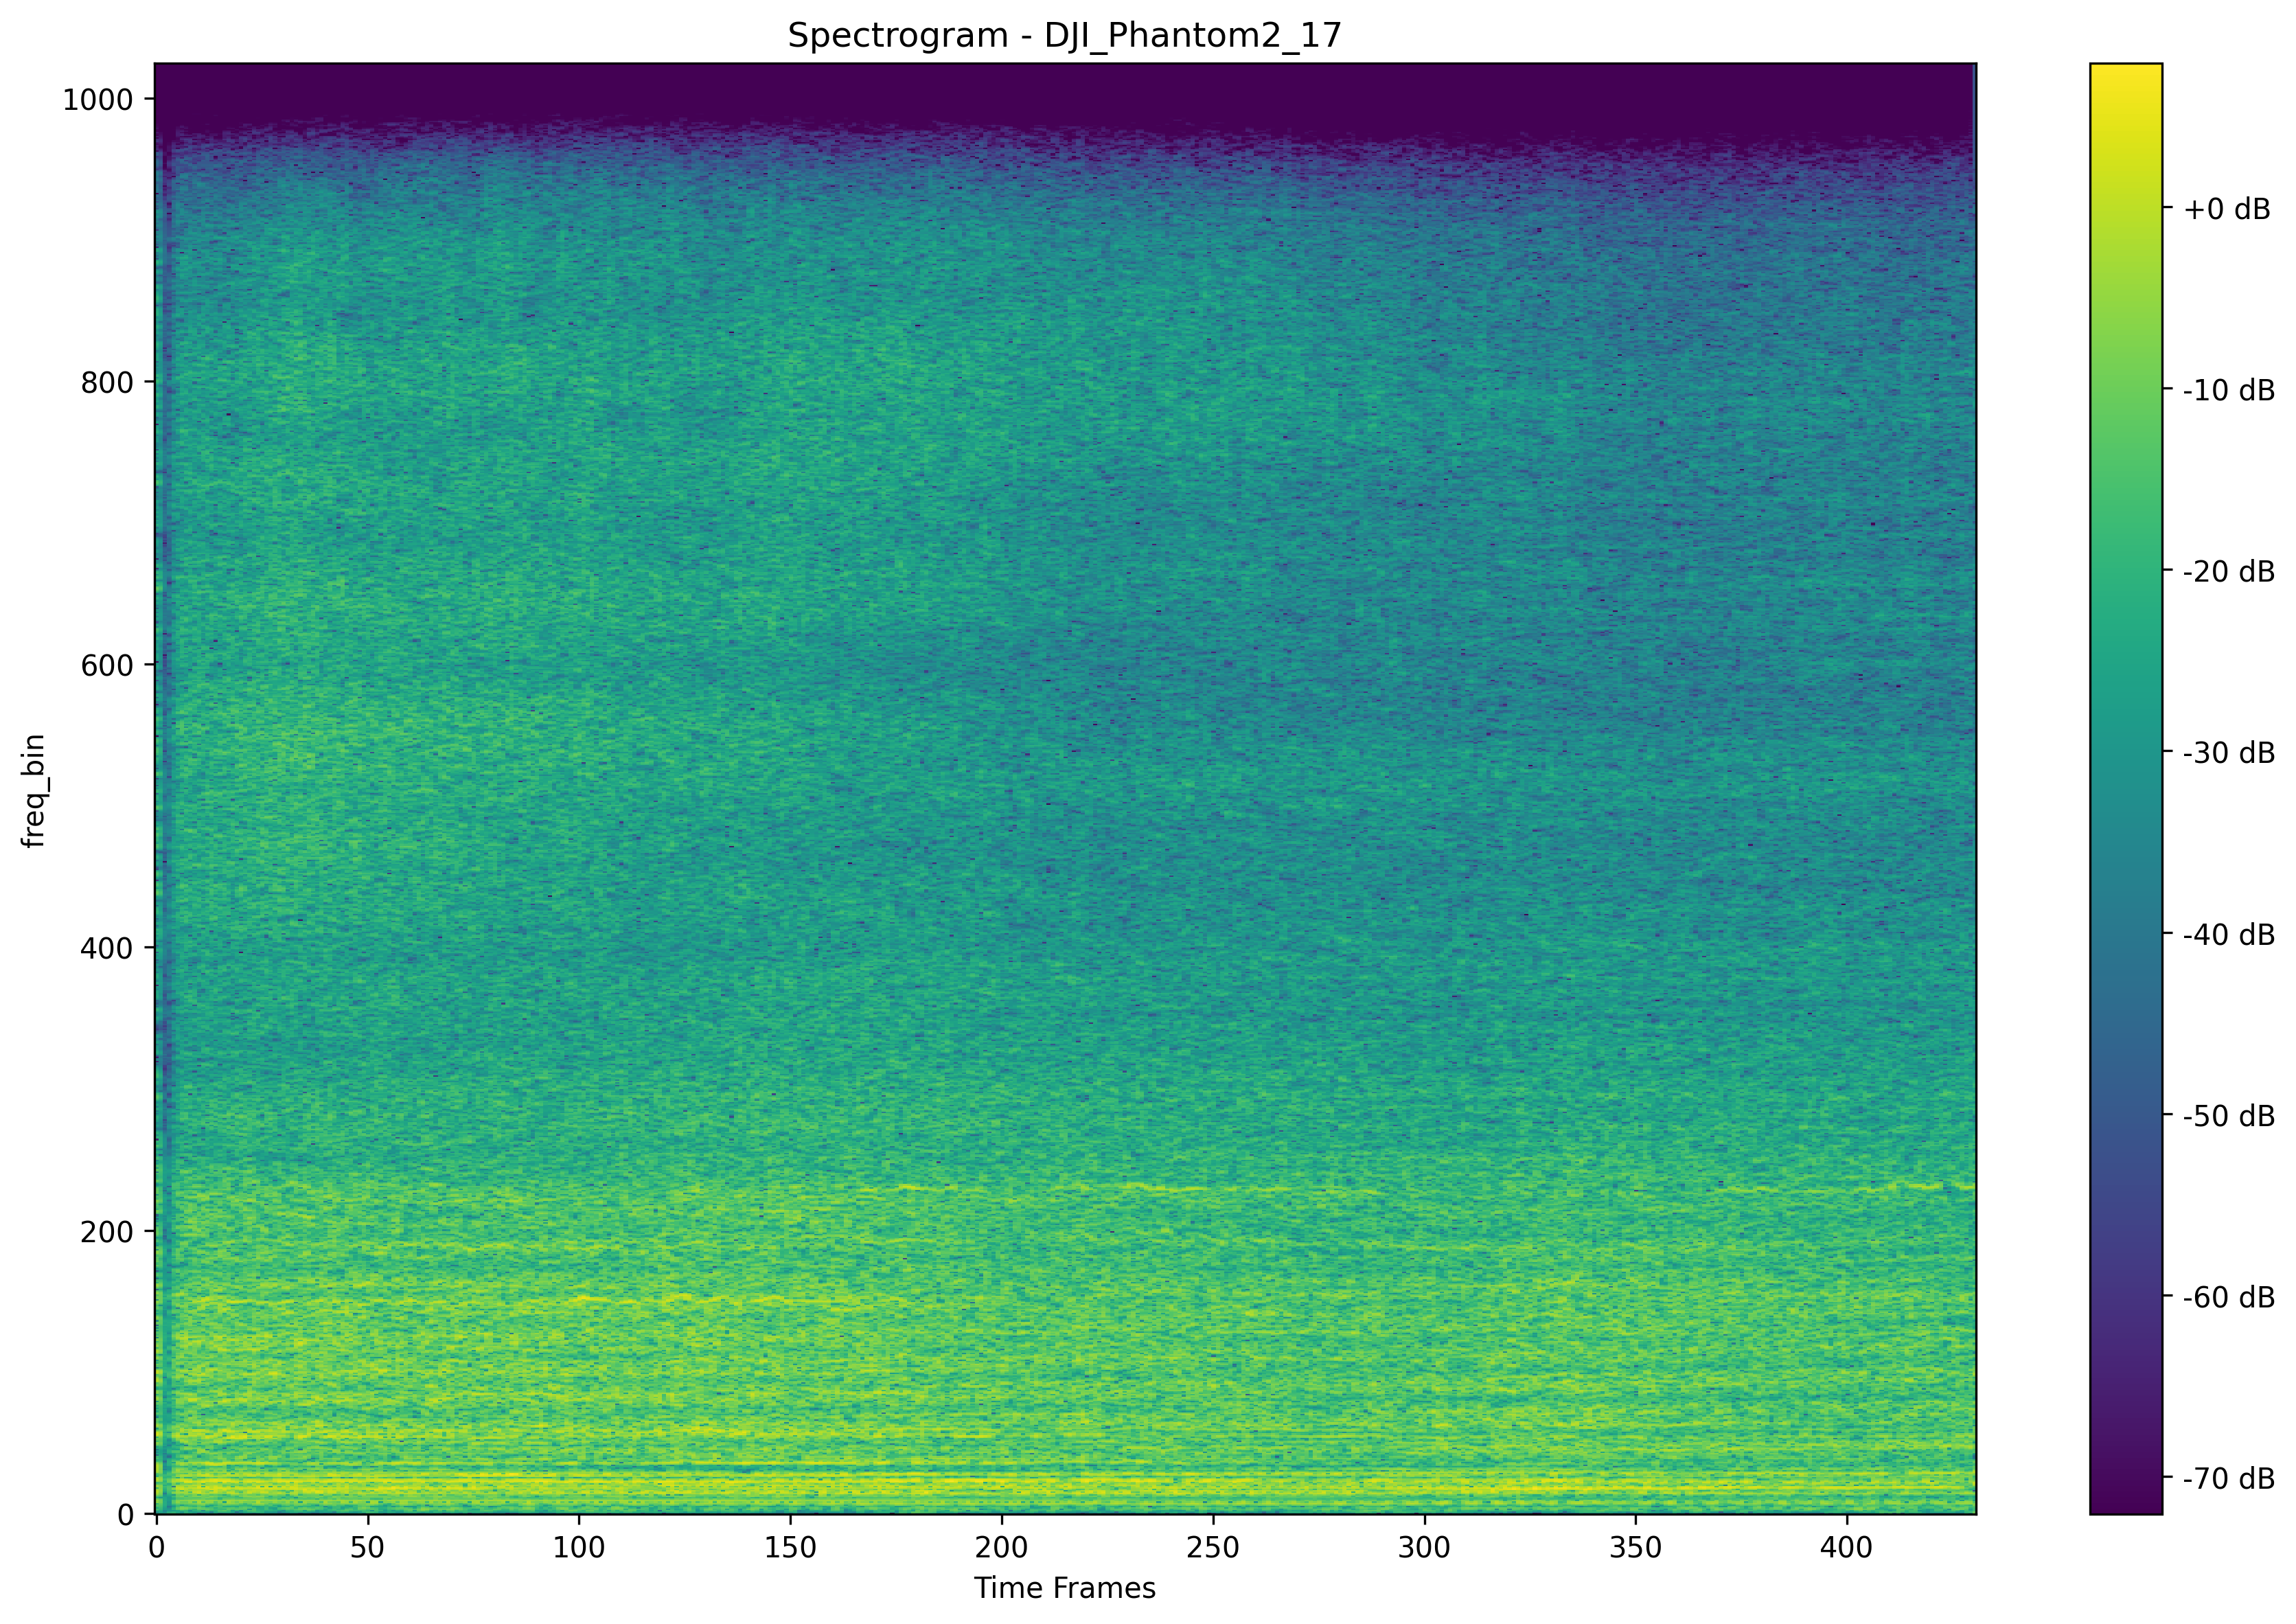 Spectrogram - DJI_Phantom2_17
1000
800
600
400
200
0
freq_bin
0 50 100 150 200 250 300 350 400
Time Frames
+0 dB
-10 dB
-20 dB
-30 dB
-40 dB
-50 dB
-60 dB
-70 dB